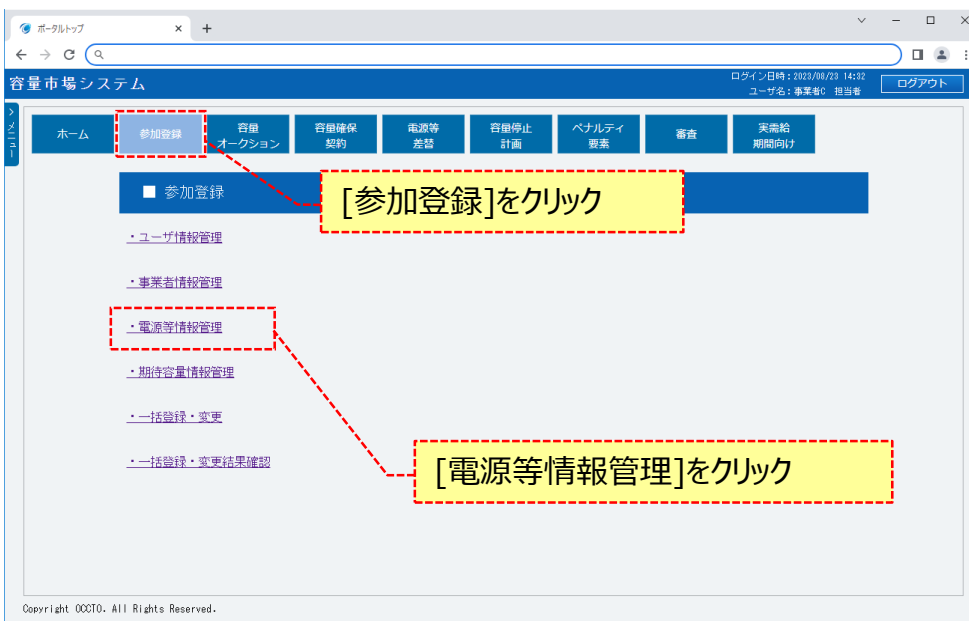 ポータルトップ
容量市場システム
ログイン日時：2023/08/23 14:32
ユーザ名：事業者C 担当者
ログアウト
メニュー
ホーム
参加登録
容量
オークション
容量確保
契約
電源等
差替
容量停止
計画
ペナルティ
要素
審査
実需給
期間向け
■ 参加登録
[参加登録]をクリック
・ユーザ情報管理
・事業者情報管理
・電源等情報管理
・期待容量情報管理
・一括登録・変更
・一括登録・変更結果確認
[電源等情報管理]をクリック
Copyright OCCTO. All Rights Reserved.